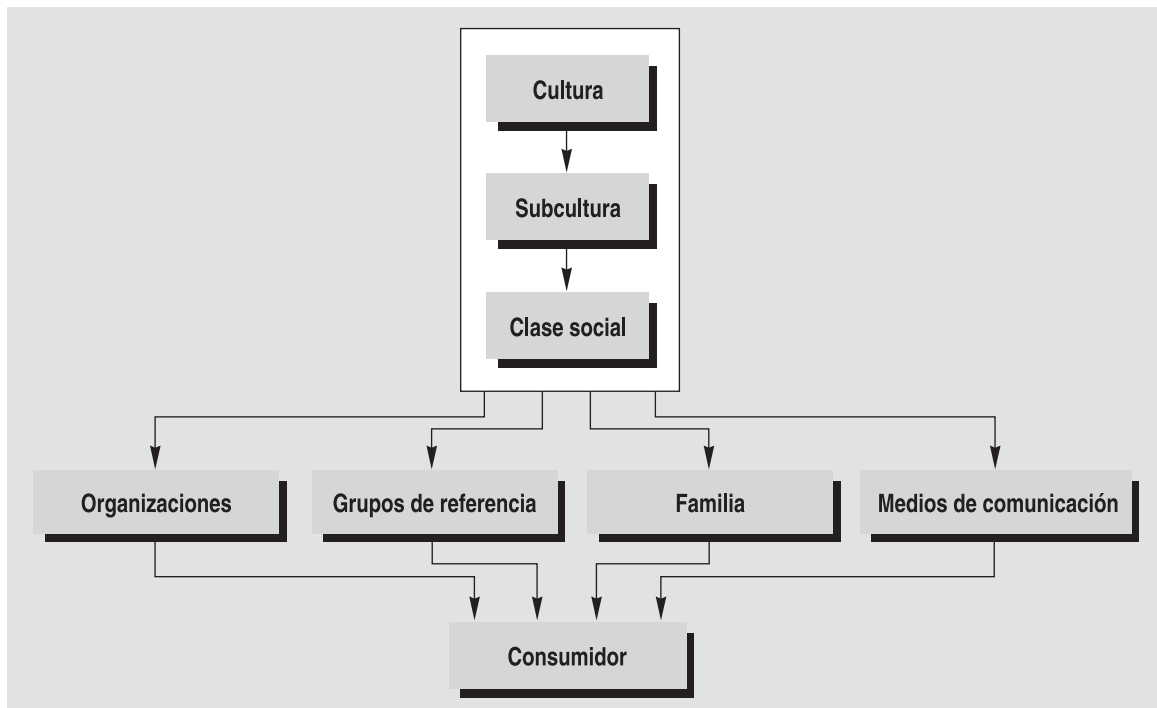 Cultura
Subcultura
Clase social
Organizaciones
Grupos de referencia
Familia
Medios de comunicación
Consumidor